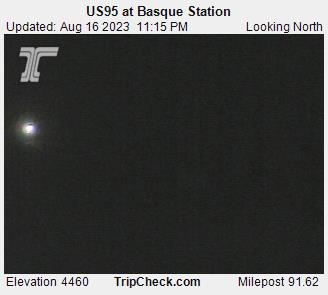 US95 at Basque Station
Updated: Aug 16 2023 11:15 PM Looking North
Elevation 4460 TripCheck.com Milepost 91.62